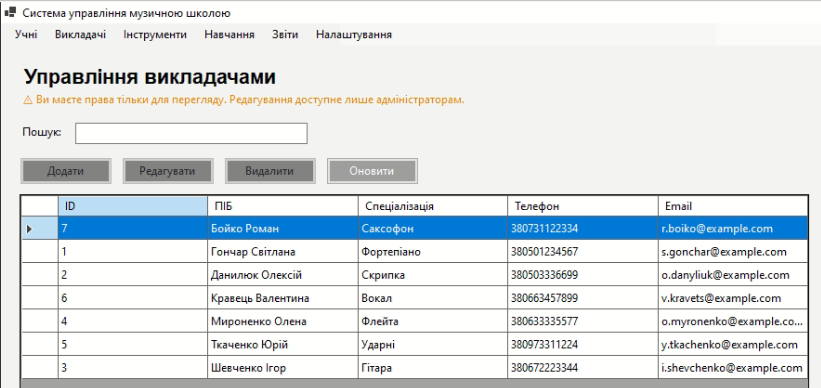 Система управління музичною школою
Учні Викладачі Інструменти Навчання Звіти Налаштування
Управління викладачами
⚠ Ви маєте права тільки для перегляду. Редагування доступне лише адміністраторам.
Пошук:
Додати Редагувати Видалити Оновити
ID ПІБ Спеціалізація Телефон Email
7 Бойко Роман Саксофон 380731122334 r.boiko@example.com
1 Гончар Світлана Фортепіано 380501234567 s.gonchar@example.com
2 Данилюк Олексій Скрипка 380503336699 o.danyliuk@example.com
6 Кравець Валентина Вокал 380663457899 v.kravets@example.com
4 Мироненко Олена Флейта 380633335577 o.myronenko@example.co...
5 Ткаченко Юрій Ударні 380973311224 y.tkachenko@example.com
3 Шевченко Ігор Гітара 380672223344 i.shevchenko@example.com